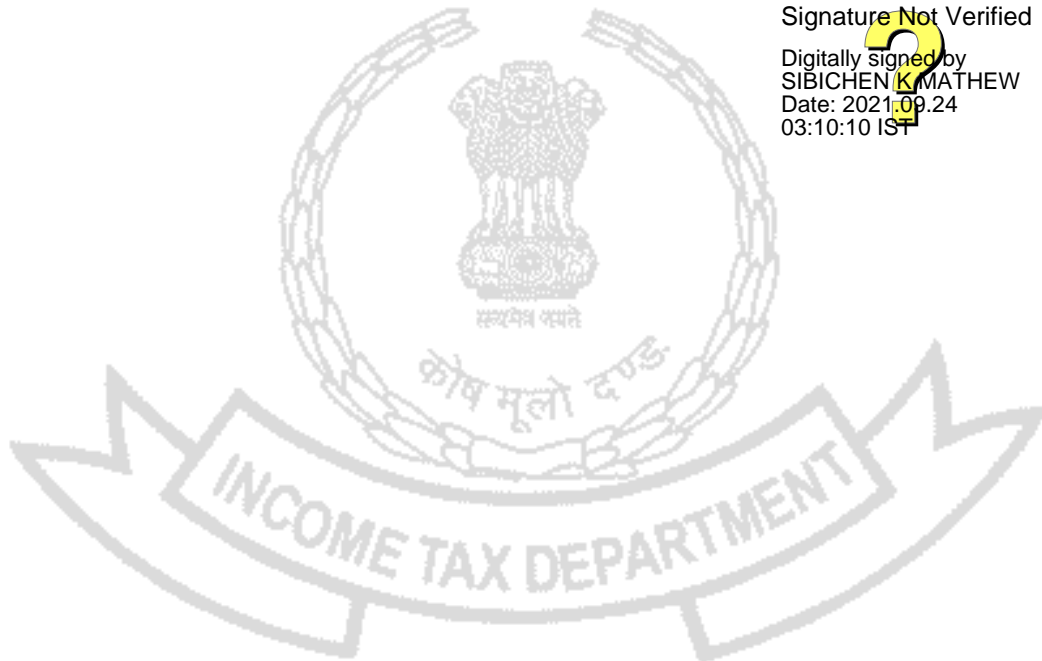 Signature Not Verified
Digitally signed by
SIBICHEN K MATHEW
Date: 2021.09.24
03:10:10 IST
सत्यमेव जयते
कोष मूलो दण्ड:
INCOME TAX DEPARTMENT